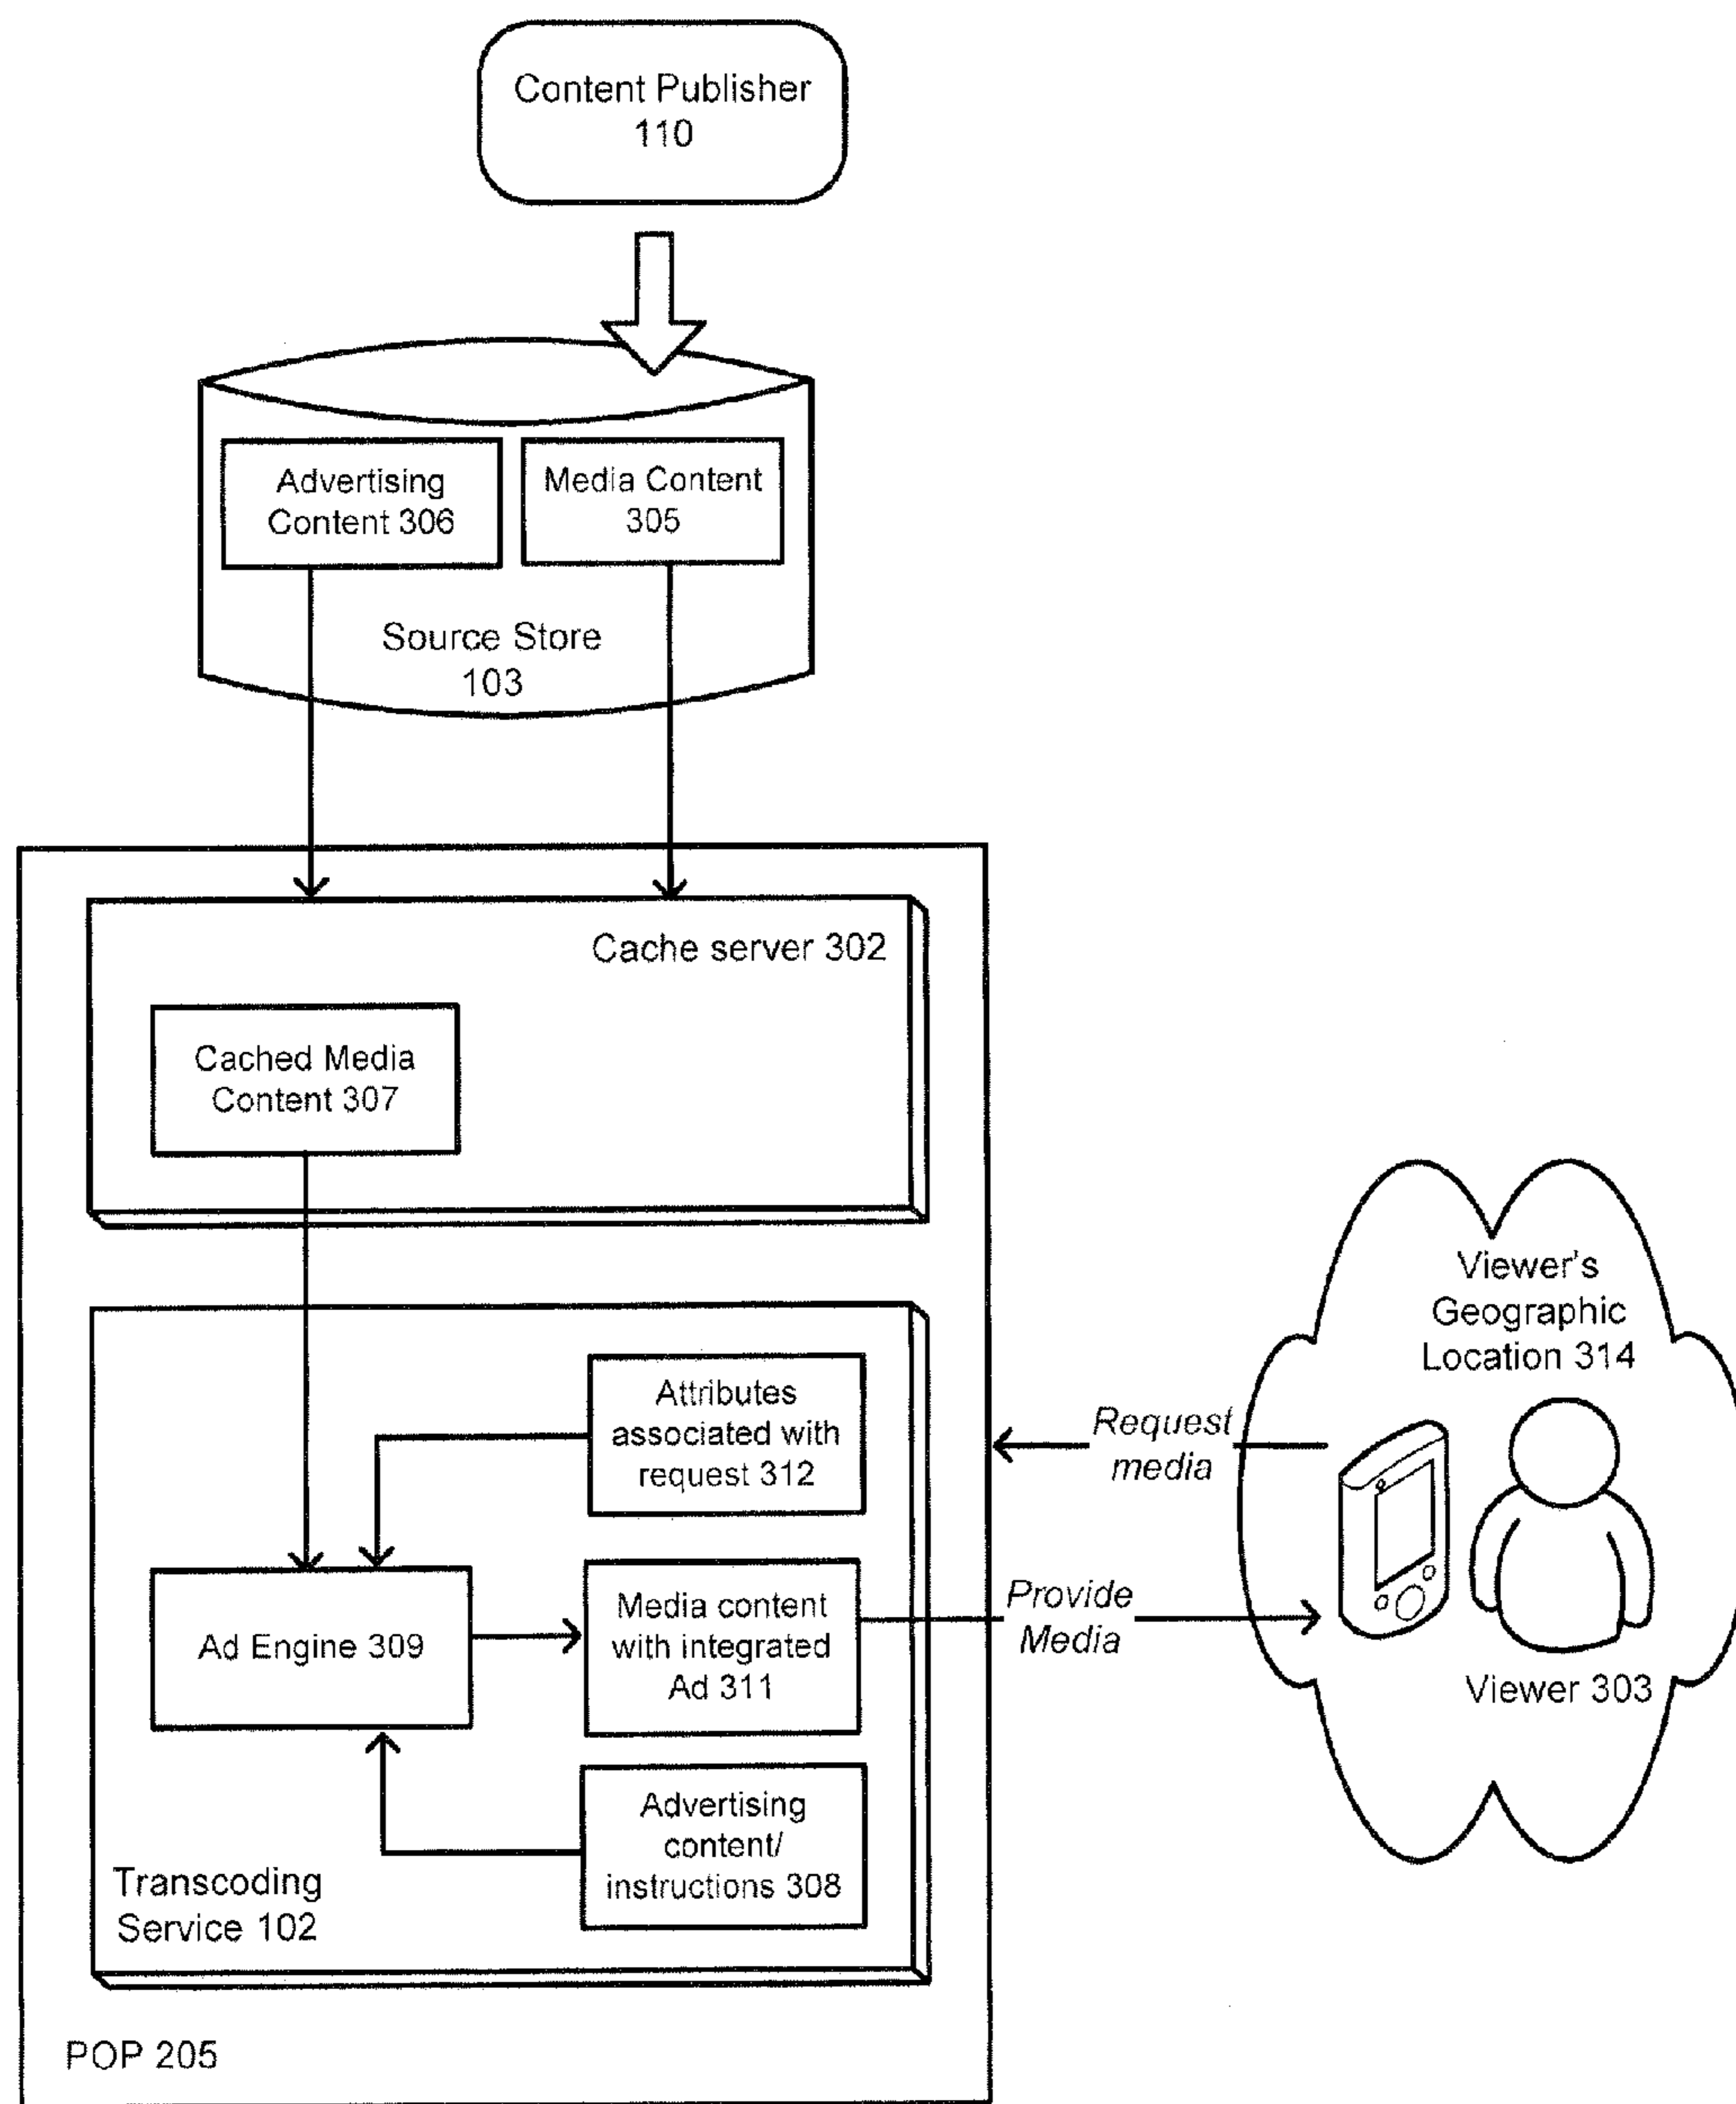 Content Publisher
110
Advertising
Content 306
Media Content
305
Source Store
103
Cache server 302
Cached Media
Content 307
Viewer's
Geographic
Location 314
Attributes
associated with
request 312
Request
media
Ad Engine 309
Media content
with integrated
Ad 311
Provide
Media
Viewer 303
Advertising
content/
instructions 308
Transcoding
Service 102
POP 205